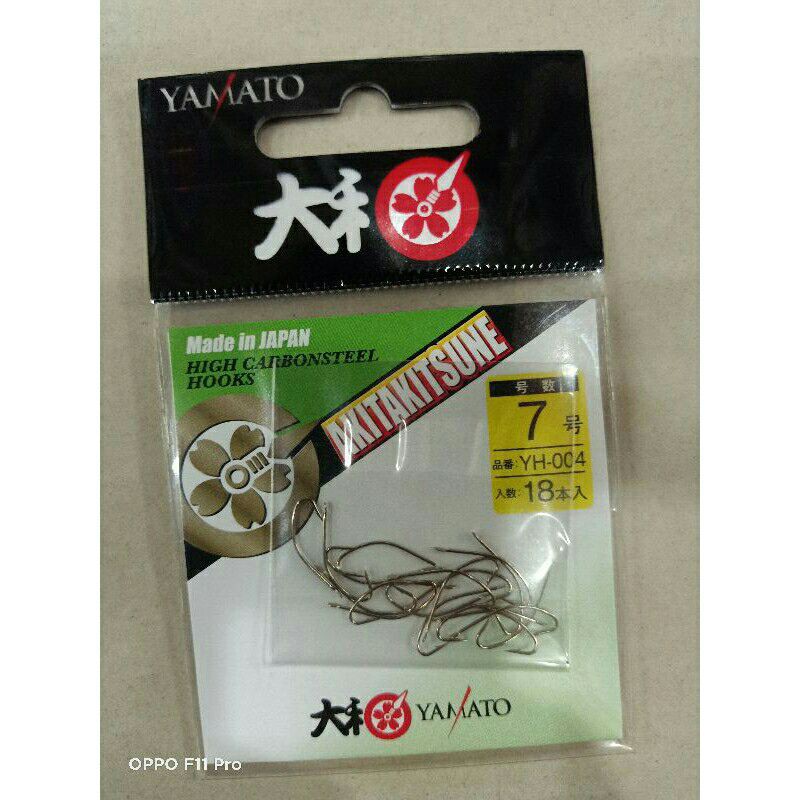 YAMATO
大和
Made in JAPAN
HIGH CARBONSTEEL
HOOKS
AKITAKITSUNE
号数
7号
品番:YH-004
入数:18本入
大和 YAMATO
OPPO F11 Pro